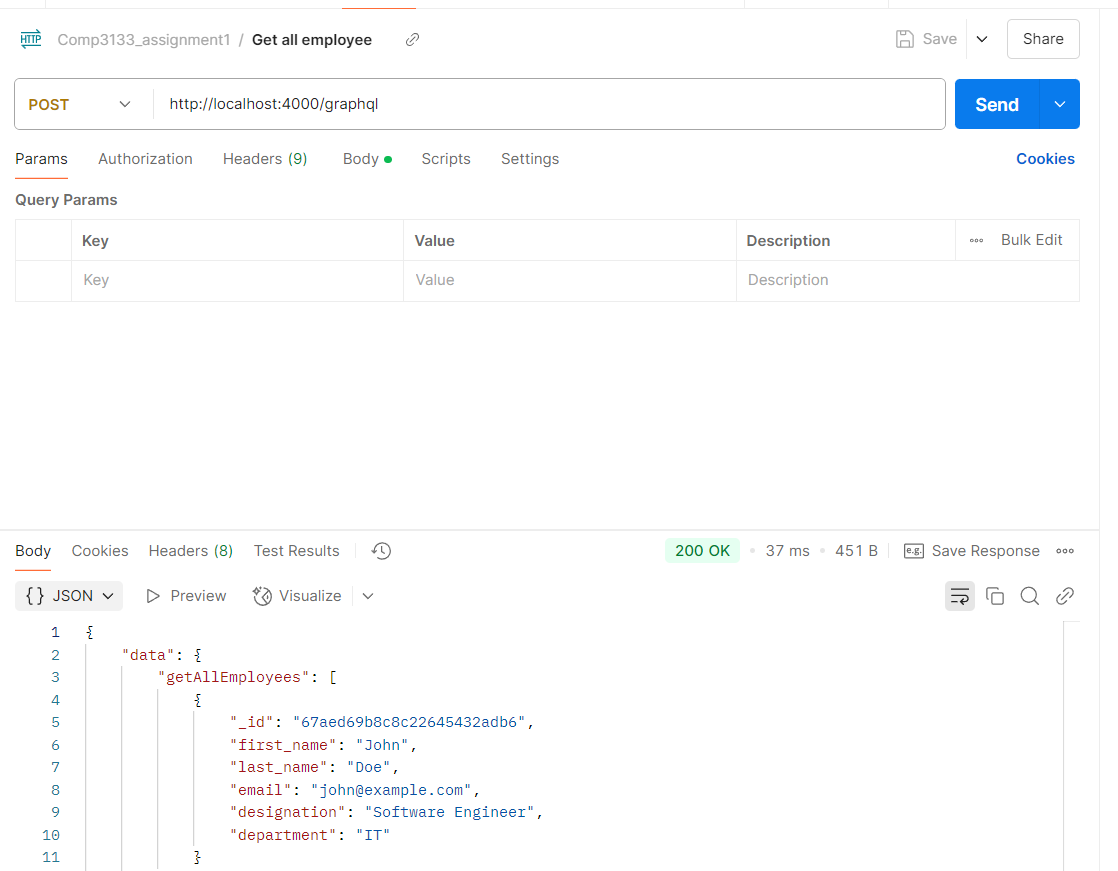 HTTP Comp3133_assignment1 / Get all employee Save Share
POST http://localhost:4000/graphql Send
Params Authorization Headers (9) Body Scripts Settings Cookies
Query Params
Key Value Description Bulk Edit
Key Value Description
Body Cookies Headers (8) Test Results 200 OK 37 ms 451 B e.g. Save Response
{} JSON Preview Visualize
1 {
2 "data": {
3 "getAllEmployees": [
4 {
5 "_id": "67aed69b8c8c22645432adb6",
6 "first_name": "John",
7 "last_name": "Doe",
8 "email": "john@example.com",
9 "designation": "Software Engineer",
10 "department": "IT"
11 }